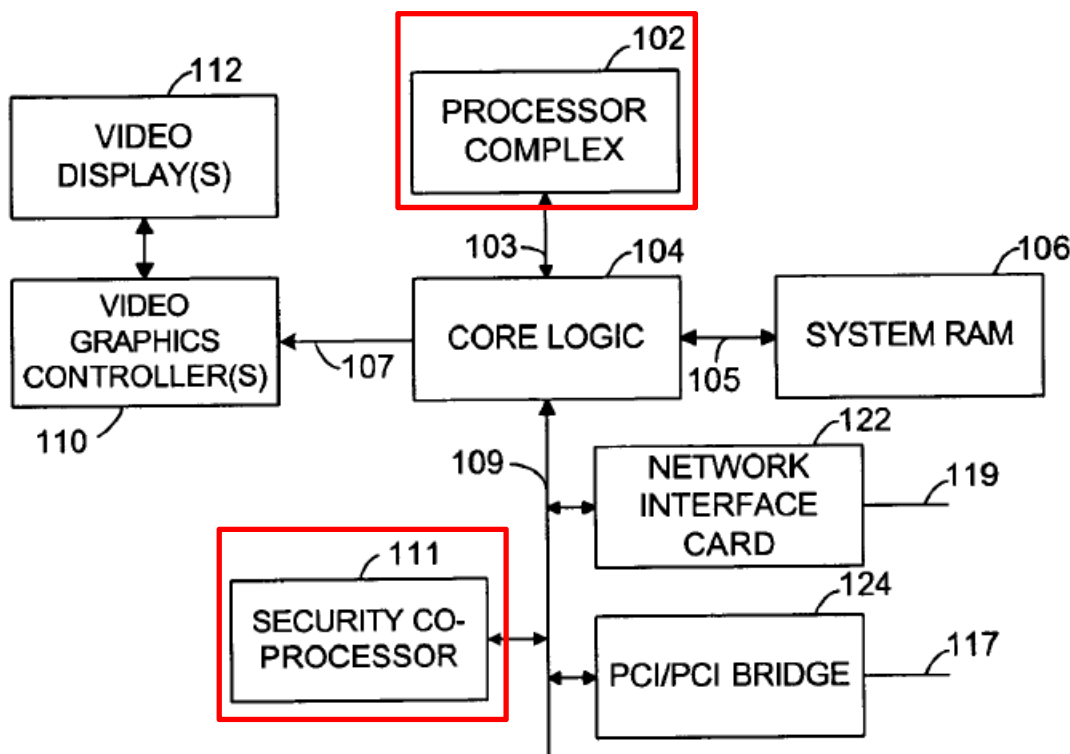 102
PROCESSOR
COMPLEX
112
VIDEO
DISPLAY(S)
103
104
106
VIDEO
GRAPHICS
CONTROLLER(S)
110
107
CORE LOGIC
105
SYSTEM RAM
109
122
NETWORK
INTERFACE
CARD
119
111
SECURITY CO-
PROCESSOR
124
PCI/PCI BRIDGE
117